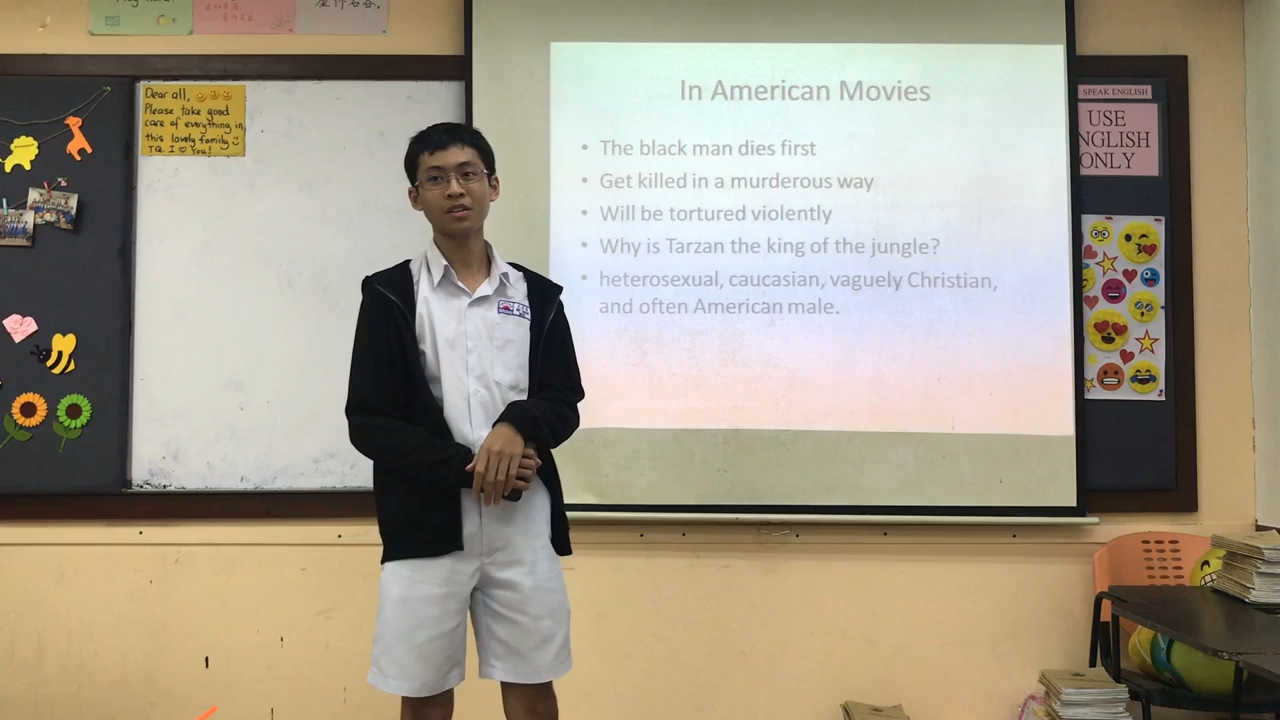 Dear all,
Please take good
care of everything in
this lovely family
TQ. I ♡ You!
In American Movies
• The black man dies first
• Get killed in a murderous way
• Will be tortured violently
• Why is Tarzan the king of the jungle?
• heterosexual, caucasian, vaguely Christian,
and often American male.
SPEAK ENGLISH
USE
NGLISH
ONLY